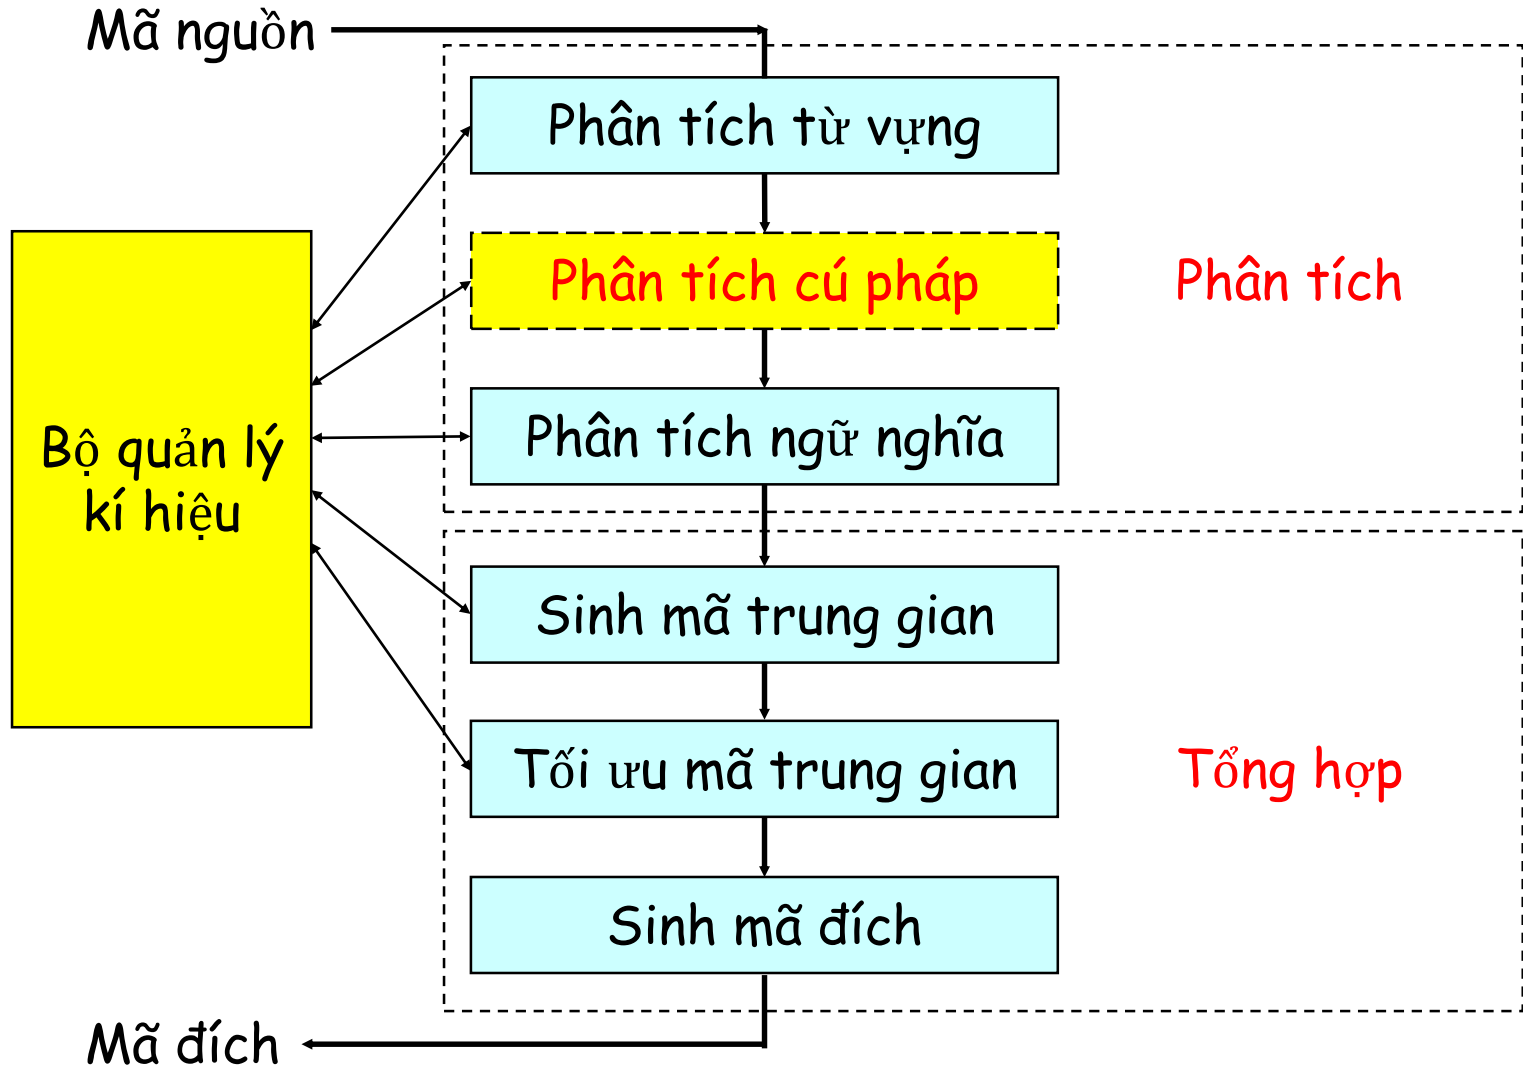 Mã nguồn
Phân tích từ vựng
Phân tích cú pháp
Phân tích
Phân tích ngữ nghĩa
Bộ quản lý
kí hiệu
Sinh mã trung gian
Tối ưu mã trung gian
Tổng hợp
Sinh mã đích
Mã đích